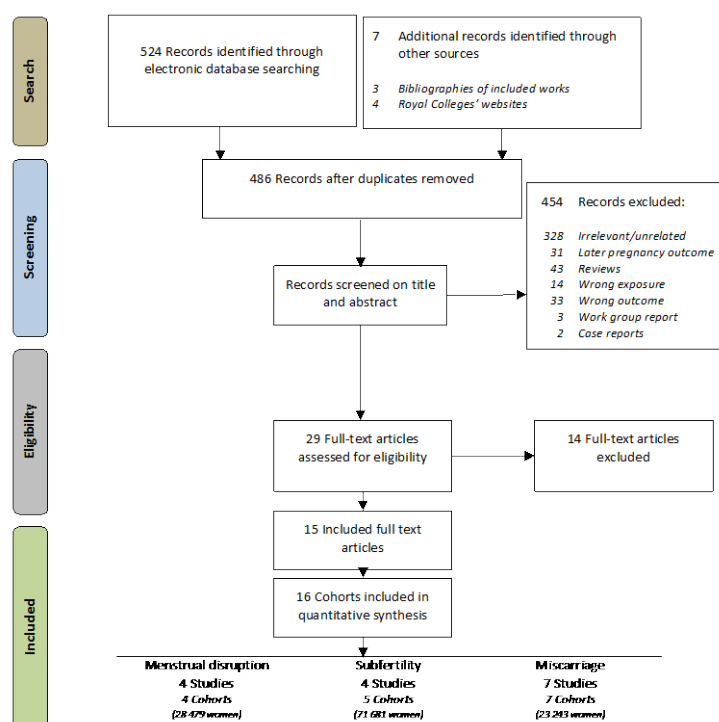 Search
524 Records identified through
electronic database searching
7 Additional records identified through
other sources
3 Bibliographies of included works
4 Royal Colleges' websites
Screening
486 Records after duplicates removed
Records screened on title
and abstract
454 Records excluded:
328 Irrelevant/unrelated
31 Later pregnancy outcome
43 Reviews
14 Wrong exposure
33 Wrong outcome
3 Work group report
2 Case reports
Eligibility
29 Full-text articles
assessed for eligibility
14 Full-text articles
excluded
Included
15 Included full text
articles
16 Cohorts included in
quantitative synthesis
Menstrual disruption Subfertility Miscarriage
4 Studies 4 Studies 7 Studies
4 Cohorts 5 Cohorts 7 Cohorts
(28 479 women) (71 681 women) (23 243 women)